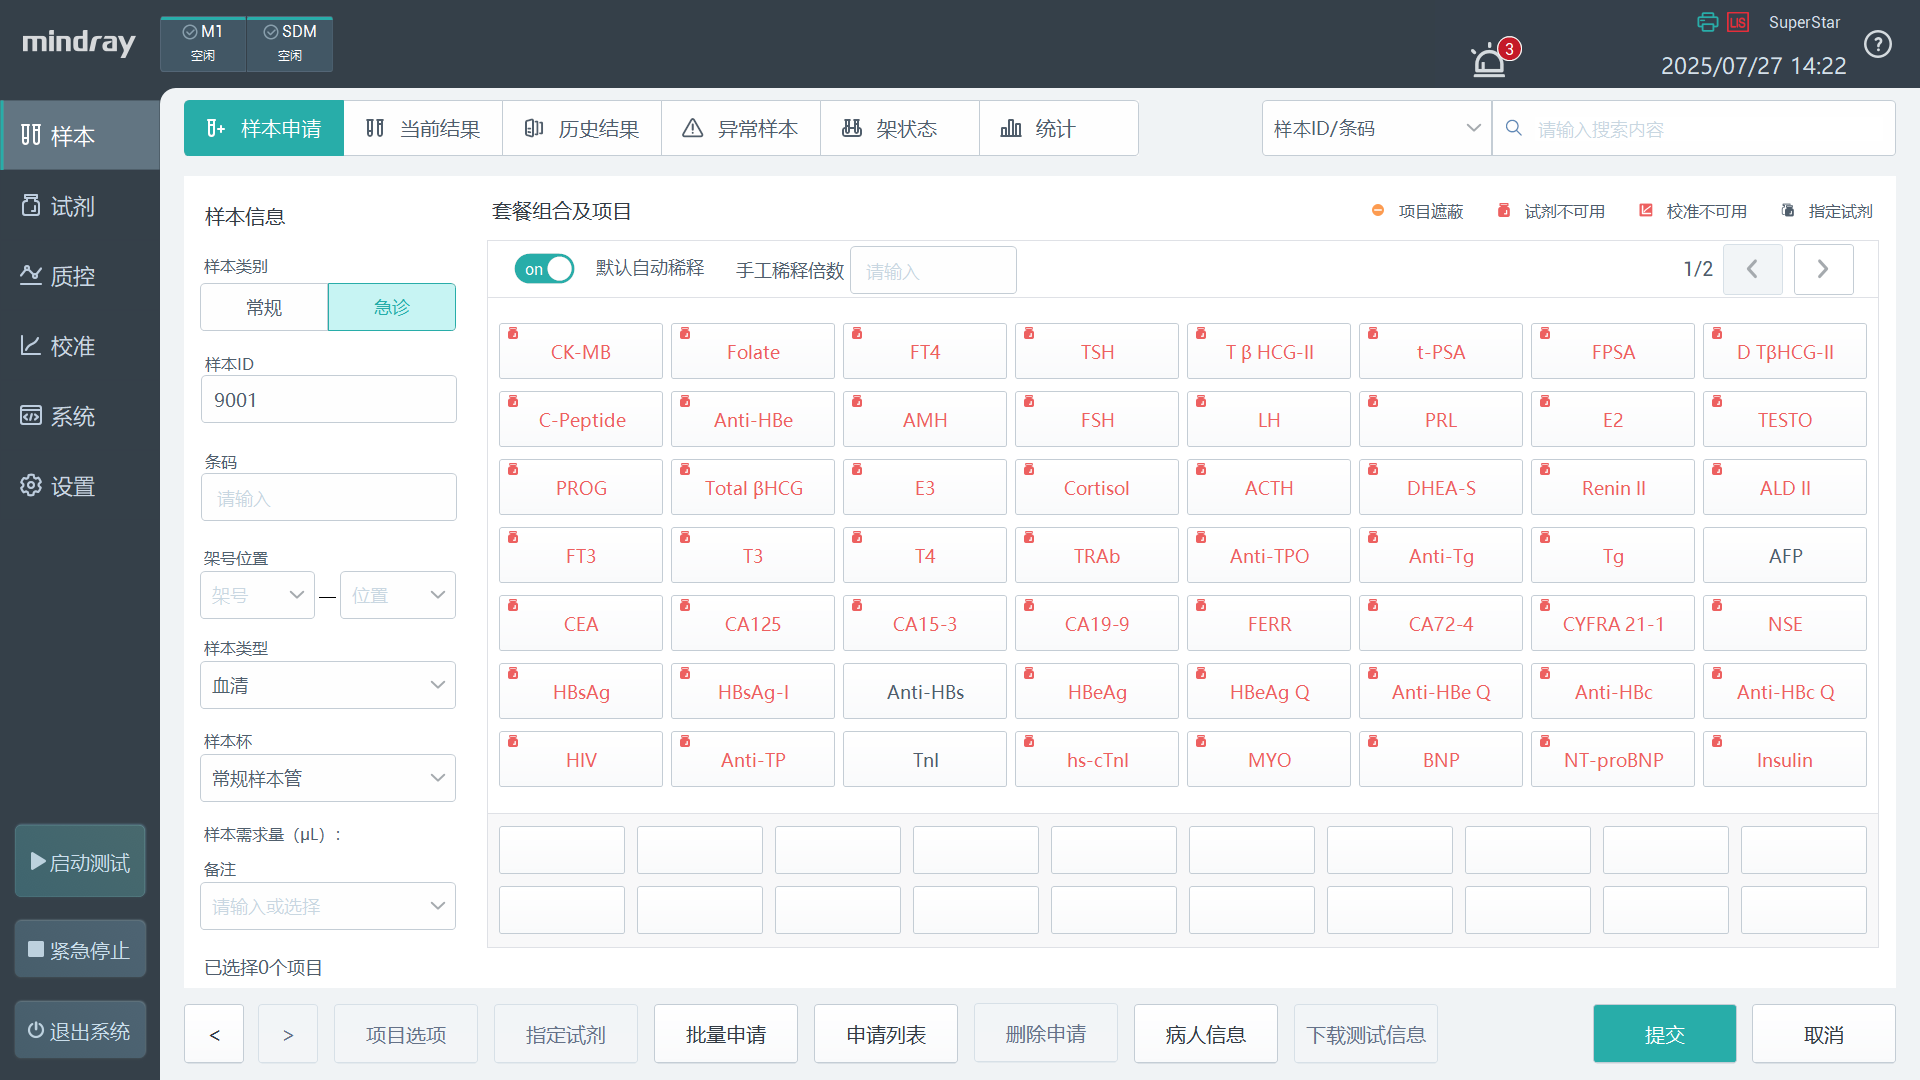 mindray
M1
空闲
SDM
空闲
3
LIS
SuperStar
2025/07/27 14:22
样本
试剂
质控
校准
系统
设置
启动测试
紧急停止
退出系统
样本申请
当前结果
历史结果
异常样本
架状态
统计
样本ID/条码
请输入搜索内容
样本信息
样本类别
常规
急诊
样本ID
9001
条码
请输入
架号位置
架号 — 位置
样本类型
血清
样本杯
常规样本管
样本需求量（μL）:
备注
请输入或选择
已选择0个项目
套餐组合及项目
项目遮蔽
试剂不可用
校准不可用
指定试剂
on
默认自动稀释
手工稀释倍数
请输入
1/2
CK-MB Folate FT4 TSH T β HCG-II t-PSA FPSA D TβHCG-II
C-Peptide Anti-HBe AMH FSH LH PRL E2 TESTO
PROG Total βHCG E3 Cortisol ACTH DHEA-S Renin II ALD II
FT3 T3 T4 TRAb Anti-TPO Anti-Tg Tg AFP
CEA CA125 CA15-3 CA19-9 FERR CA72-4 CYFRA 21-1 NSE
HBsAg HBsAg-I Anti-HBs HBeAg HBeAg Q Anti-HBe Q Anti-HBc Anti-HBc Q
HIV Anti-TP TnI hs-cTnI MYO BNP NT-proBNP Insulin
<
>
项目选项
指定试剂
批量申请
申请列表
删除申请
病人信息
下载测试信息
提交
取消